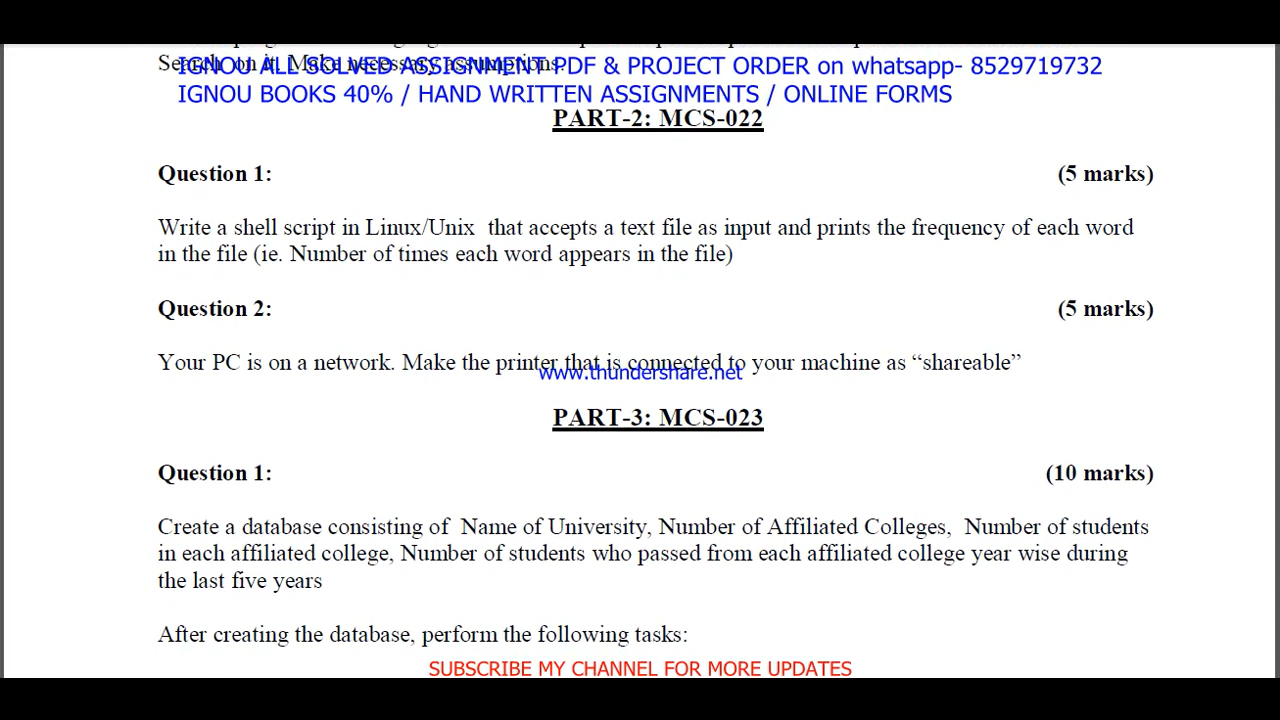 Search on it. Make necessary assumptions.
IGNOU ALL SOLVED ASSIGNMENT PDF & PROJECT ORDER on whatsapp- 8529719732
IGNOU BOOKS 40% / HAND WRITTEN ASSIGNMENTS / ONLINE FORMS
PART-2: MCS-022
Question 1: (5 marks)
Write a shell script in Linux/Unix that accepts a text file as input and prints the frequency of each word
in the file (ie. Number of times each word appears in the file)
Question 2: (5 marks)
Your PC is on a network. Make the printer that is connected to your machine as “shareable”
www.thundershare.net
PART-3: MCS-023
Question 1: (10 marks)
Create a database consisting of Name of University, Number of Affiliated Colleges, Number of students
in each affiliated college, Number of students who passed from each affiliated college year wise during
the last five years
After creating the database, perform the following tasks:
SUBSCRIBE MY CHANNEL FOR MORE UPDATES